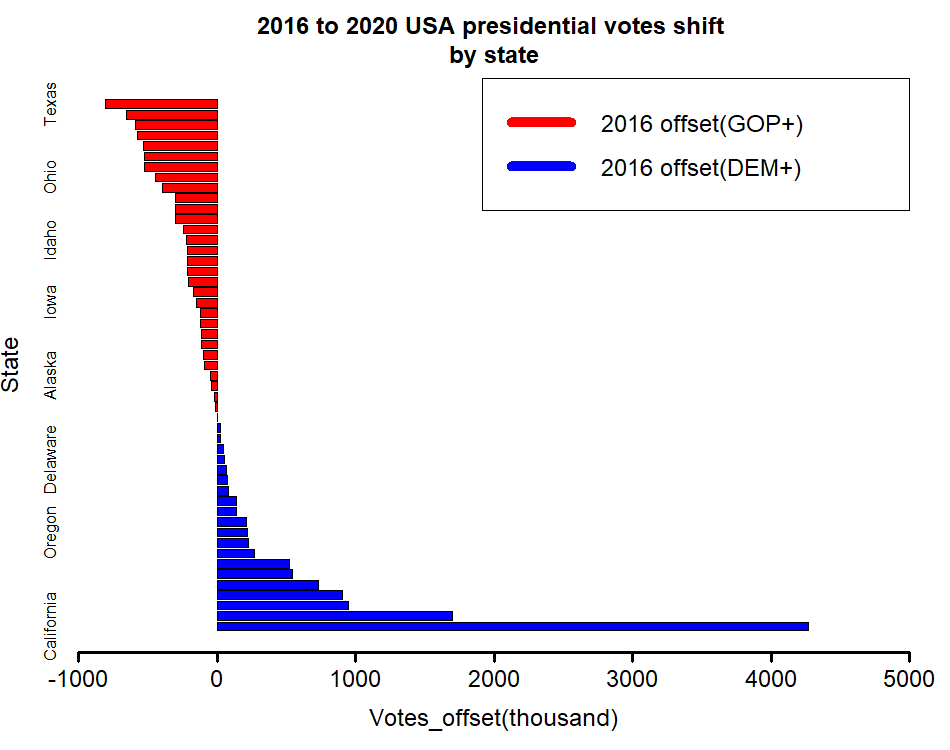 2016 to 2020 USA presidential votes shift
by state
2016 offset(GOP+)
2016 offset(DEM+)
State
Texas
Ohio
Idaho
Iowa
Alaska
Delaware
Oregon
California
-1000 0 1000 2000 3000 4000 5000
Votes_offset(thousand)